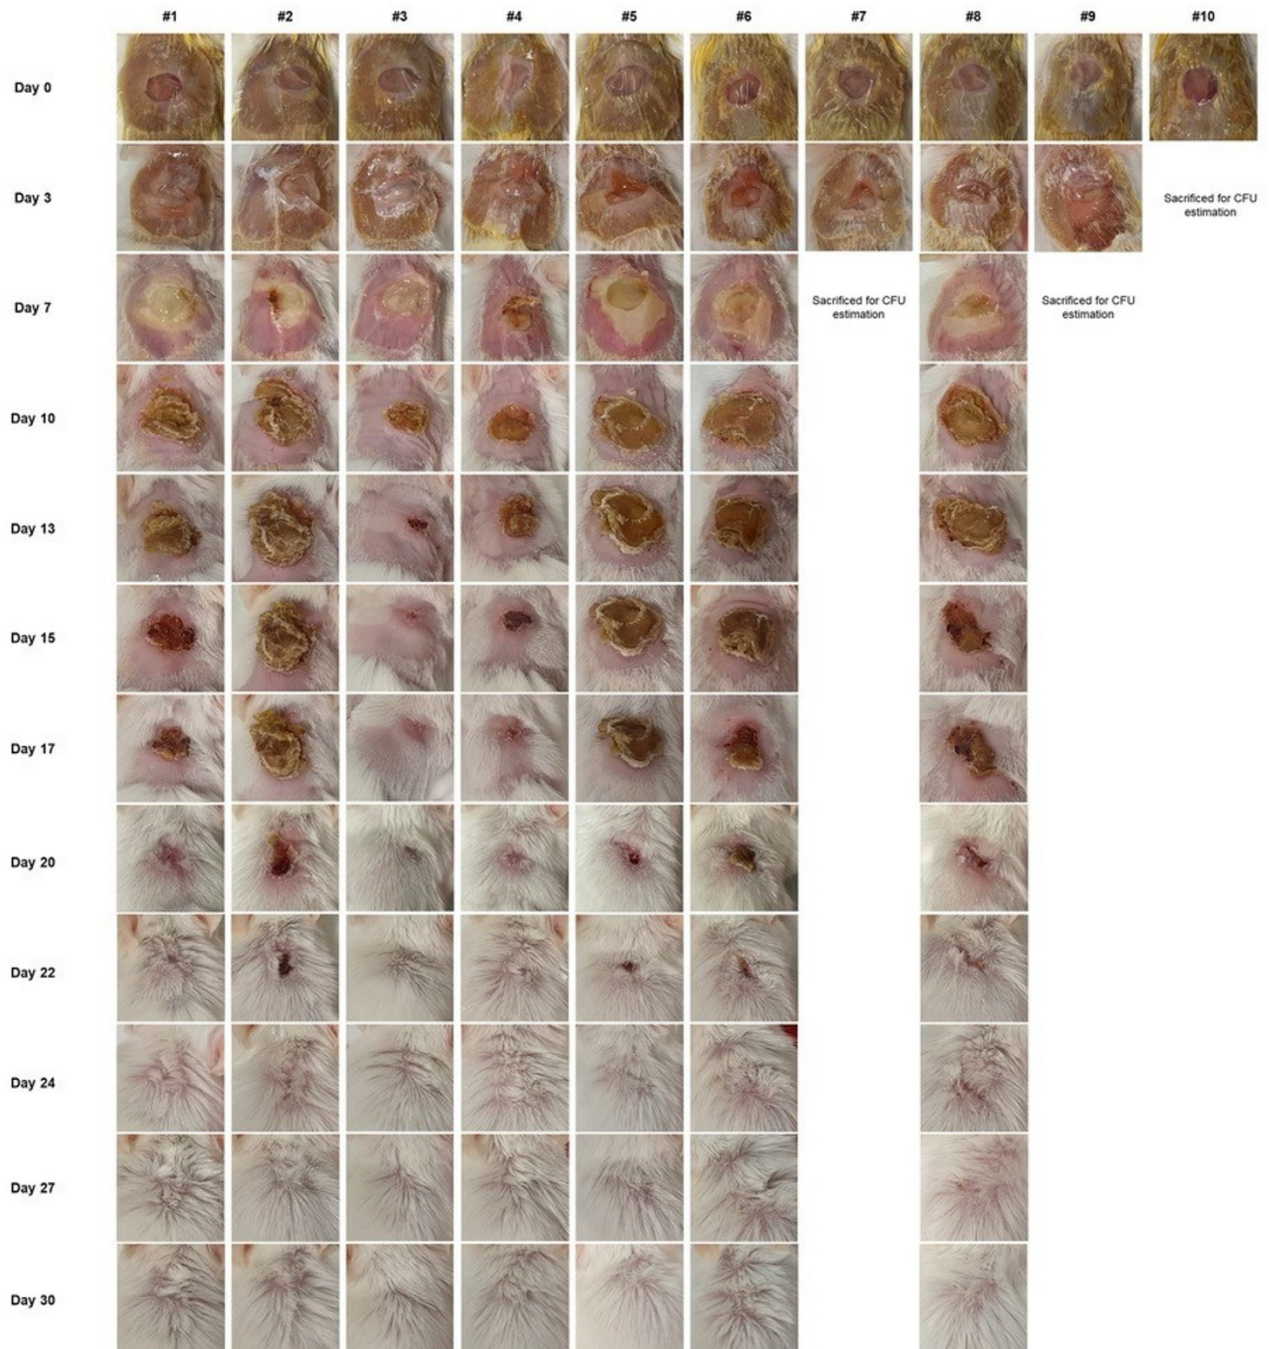 #1 #2 #3 #4 #5 #6 #7 #8 #9 #10
Day 0
Day 3
Sacrificed for CFU
estimation
Day 7
Sacrificed for CFU
estimation
Sacrificed for CFU
estimation
Day 10
Day 13
Day 15
Day 17
Day 20
Day 22
Day 24
Day 27
Day 30